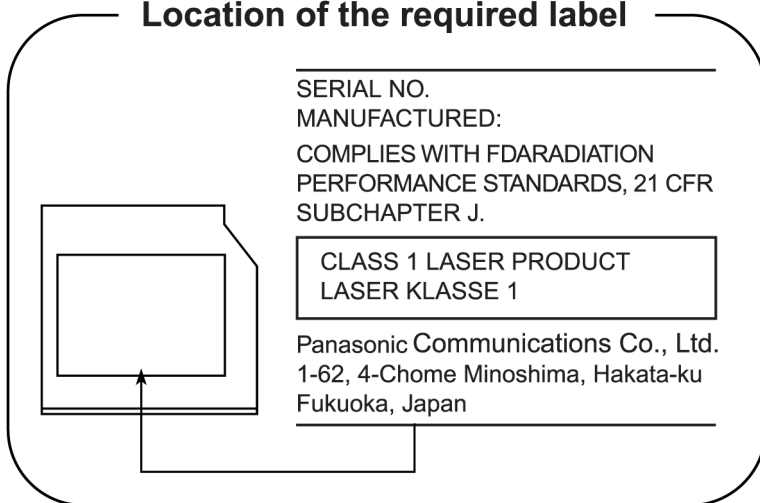 Location of the required label
SERIAL NO.
MANUFACTURED:
COMPLIES WITH FDARADIATION
PERFORMANCE STANDARDS, 21 CFR
SUBCHAPTER J.
CLASS 1 LASER PRODUCT
LASER KLASSE 1
Panasonic Communications Co., Ltd.
1-62, 4-Chome Minoshima, Hakata-ku
Fukuoka, Japan